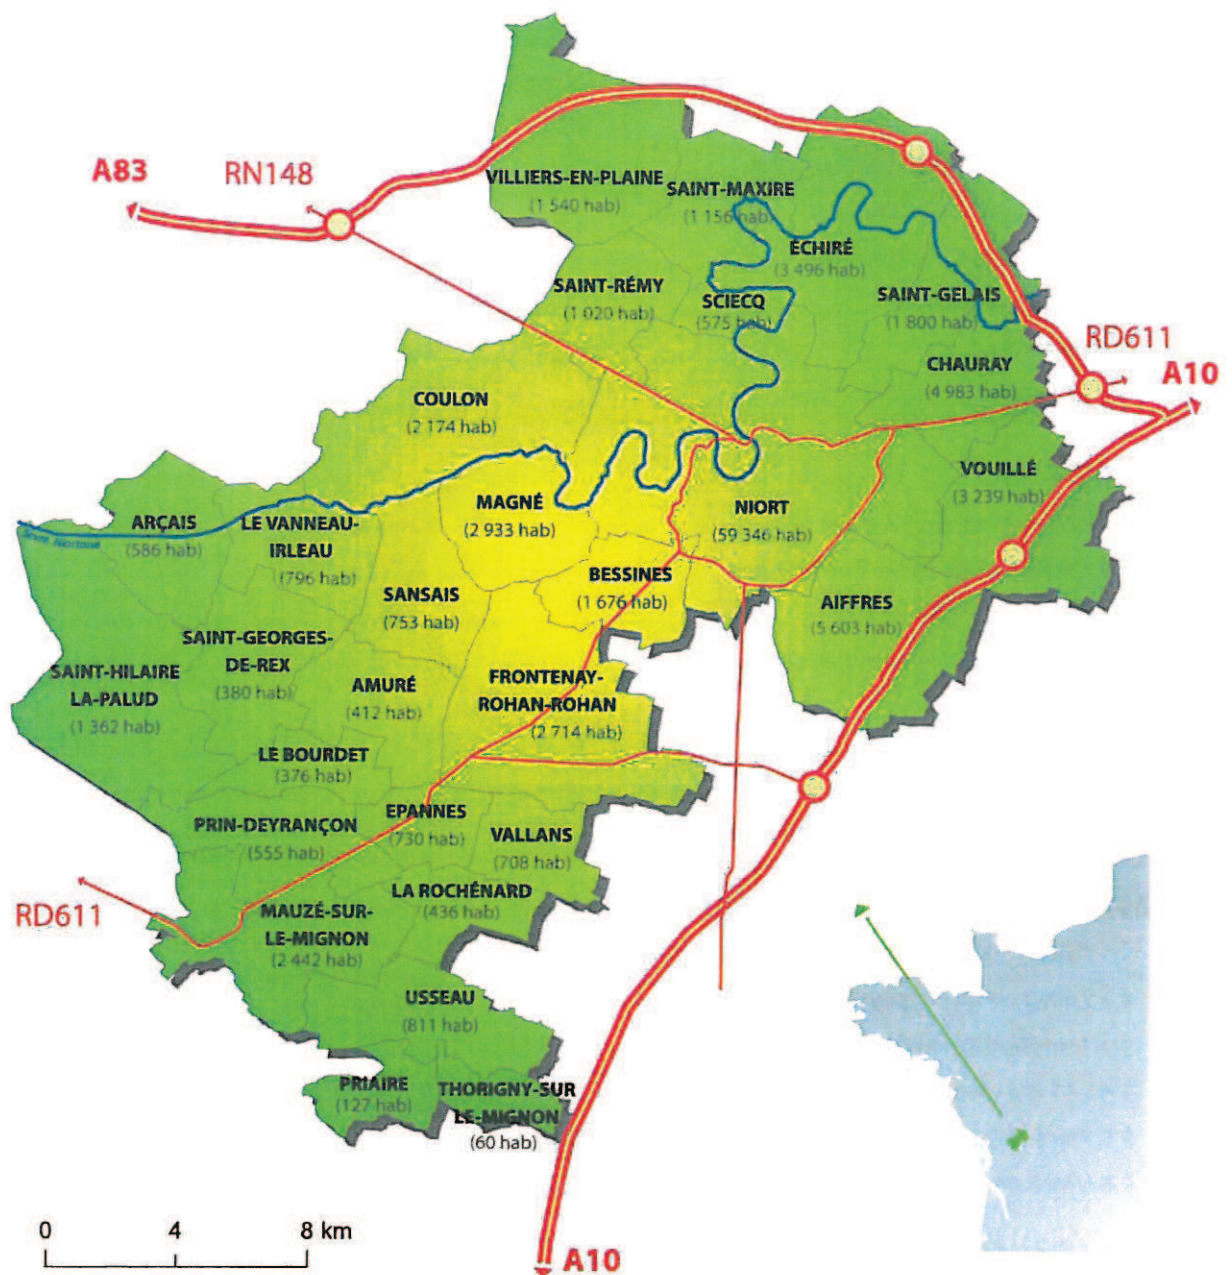 A83
RN148
VILLIERS-EN-PLAINE
(1 540 hab)
SAINT-MAXIRE
(1 156 hab)
ECHIRÉ
(3 496 hab)
SAINT-RÉMY
(1 020 hab)
SCIECQ
(575 hab)
SAINT-GELAIS
(1 800 hab)
RD611
A10
CHAURAY
(4 983 hab)
COULON
(2 174 hab)
VOUILLÉ
(3 239 hab)
MAGNÉ
(2 933 hab)
NIORT
(59 346 hab)
ARÇAIS
(586 hab)
Sèvre Niortaise
LE VANNEAU-
IRLEAU
(796 hab)
BESSINES
(1 676 hab)
SANSAIS
(753 hab)
AIFFRES
(5 603 hab)
SAINT-GEORGES-
DE-REX
(380 hab)
SAINT-HILAIRE
LA-PALUD
(1 362 hab)
AMURÉ
(412 hab)
FRONTENAY-
ROHAN-ROHAN
(2 714 hab)
LE BOURDET
(376 hab)
EPANNES
(730 hab)
PRIN-DEYRANÇON
(555 hab)
VALLANS
(708 hab)
LA ROCHÉNARD
(436 hab)
RD611
MAUZÉ-SUR-
LE-MIGNON
(2 442 hab)
USSEAU
(811 hab)
PRIAIRE
(127 hab)
THORIGNY-SUR
LE-MIGNON
(60 hab)
0 4 8 km
A10